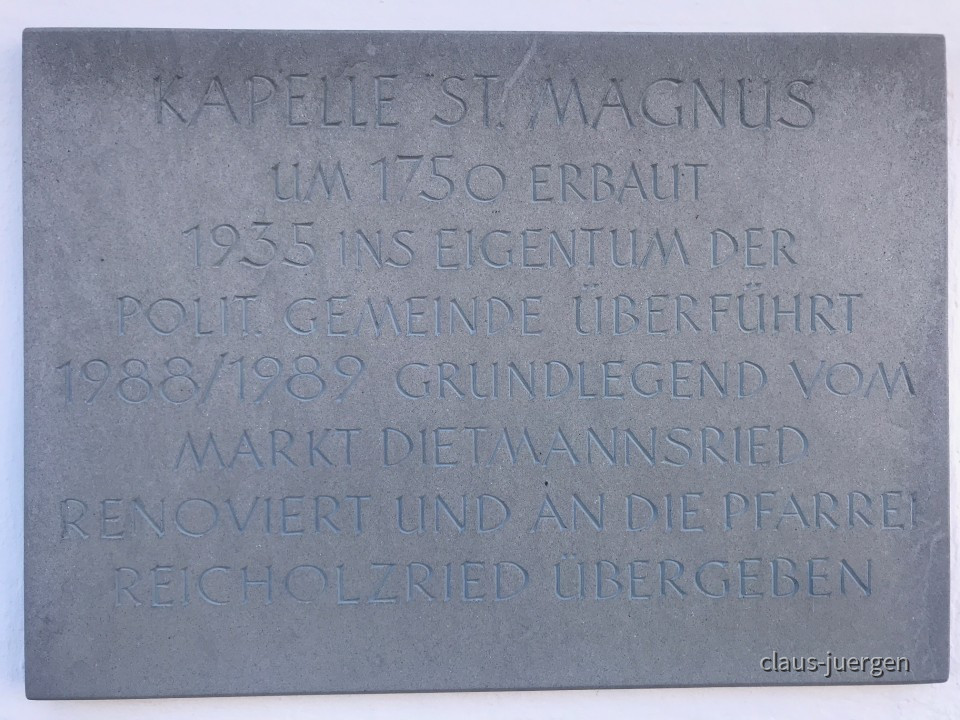 KAPELLE ST. MAGNUS
UM 1750 ERBAUT
1935 INS EIGENTUM DER
POLIT. GEMEINDE ÜBERFÜHRT
1988/1989 GRUNDLEGEND VOM
MARKT DIETMANNSRIED
RENOVIERT UND AN DIE PFARREI
REICHOLZRIED ÜBERGEBEN
claus-juergen